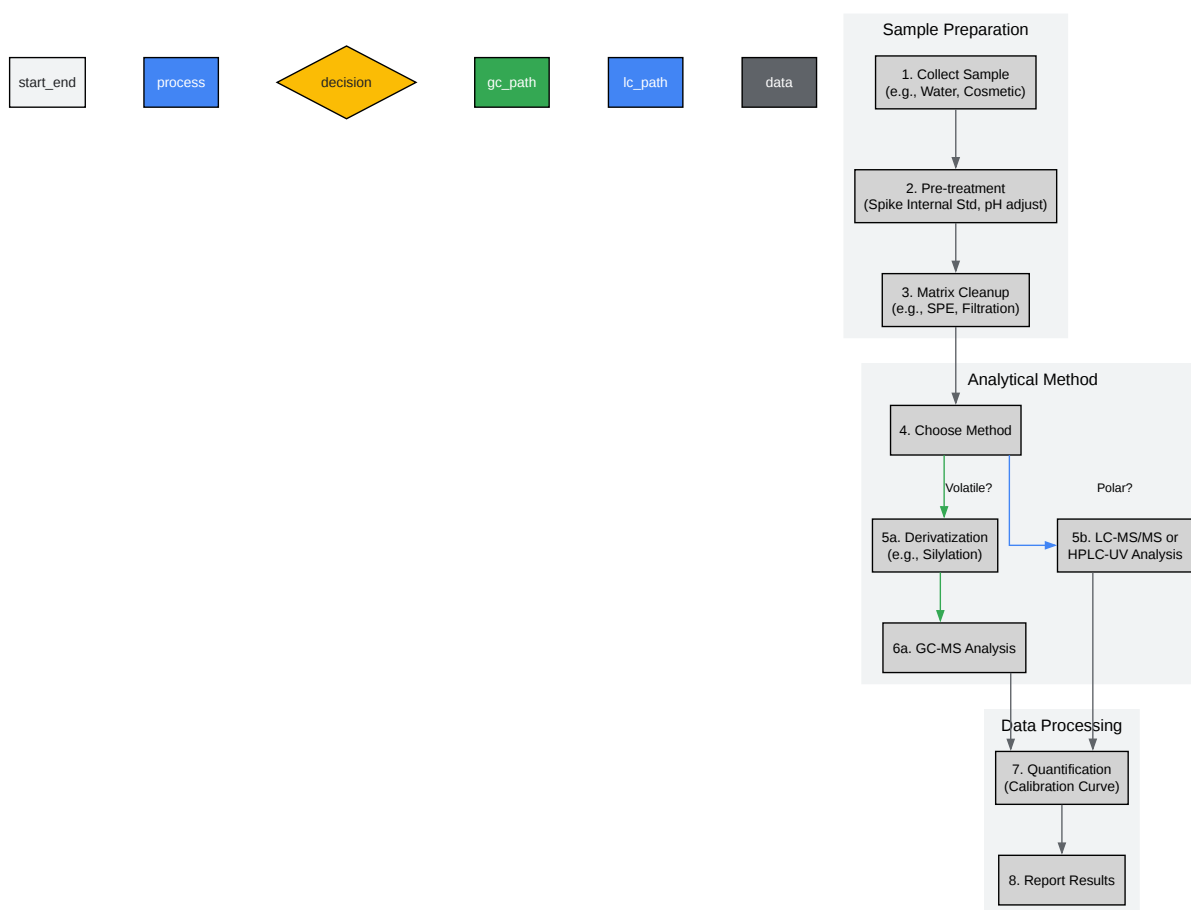 Sample Preparation
start_end
process
decision
gc_path
lc_path
data
1. Collect Sample
(e.g., Water, Cosmetic)
2. Pre-treatment
(Spike Internal Std, pH adjust)
3. Matrix Cleanup
(e.g., SPE, Filtration)
Analytical Method
4. Choose Method
Volatile?
Polar?
5a. Derivatization
(e.g., Silylation)
5b. LC-MS/MS or
HPLC-UV Analysis
6a. GC-MS Analysis
Data Processing
7. Quantification
(Calibration Curve)
8. Report Results